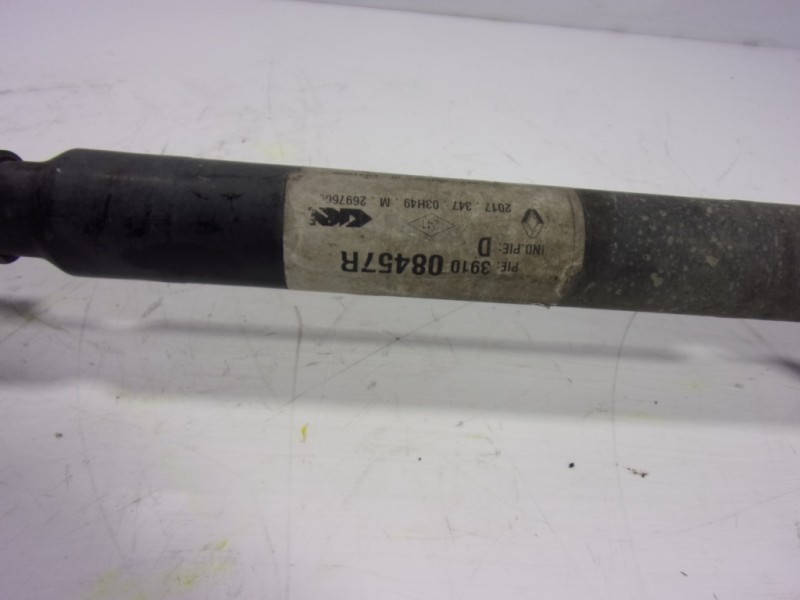 PIE: 3910 08457R
IND.PIE: D
2017 . 347 03H49 . M . 269766